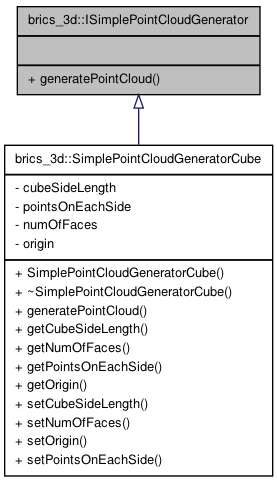 brics_3d::ISimplePointCloudGenerator
+ generatePointCloud()
brics_3d::SimplePointCloudGeneratorCube
- cubeSideLength
- pointsOnEachSide
- numOfFaces
- origin
+ SimplePointCloudGeneratorCube()
+ ~SimplePointCloudGeneratorCube()
+ generatePointCloud()
+ getCubeSideLength()
+ getNumOfFaces()
+ getPointsOnEachSide()
+ getOrigin()
+ setCubeSideLength()
+ setNumOfFaces()
+ setOrigin()
+ setPointsOnEachSide()